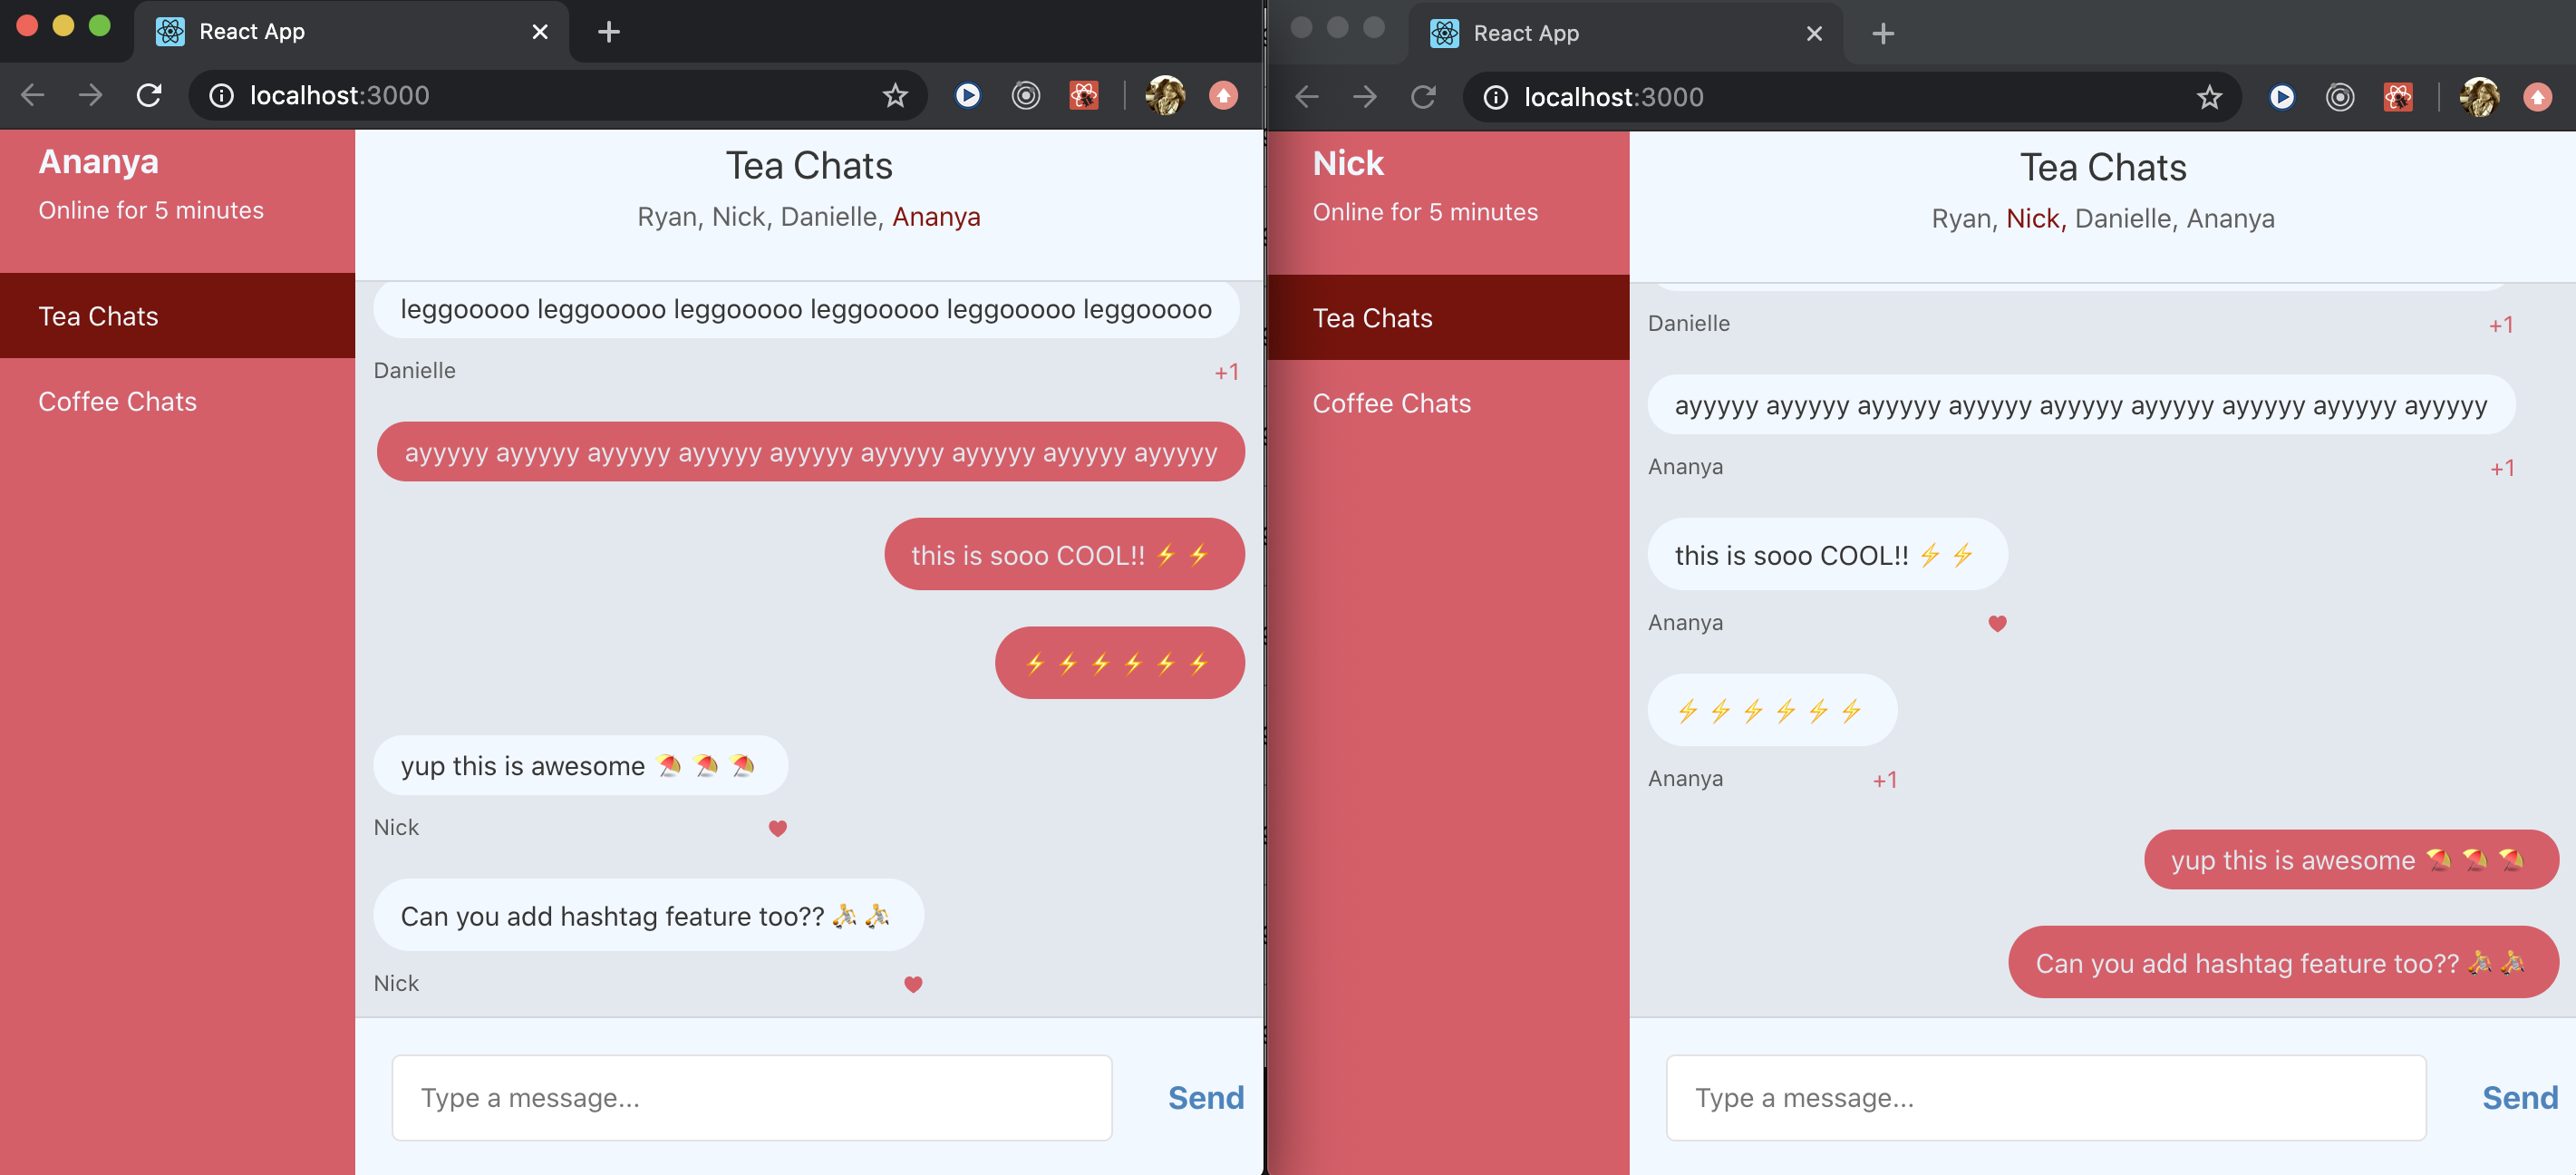 React App
localhost:3000
Ananya
Online for 5 minutes
Tea Chats
Coffee Chats
Tea Chats
Ryan, Nick, Danielle, Ananya
leggooooo leggooooo leggooooo leggooooo leggooooo leggooooo
Danielle +1
ayyyyy ayyyyy ayyyyy ayyyyy ayyyyy ayyyyy ayyyyy ayyyyy ayyyyy
this is sooo COOL!! ⚡ ⚡
⚡ ⚡ ⚡ ⚡ ⚡ ⚡
yup this is awesome ⛱ ⛱ ⛱
Nick
Can you add hashtag feature too?? ⛹ ⛹
Nick
Type a message...
Send
React App
localhost:3000
Nick
Online for 5 minutes
Tea Chats
Coffee Chats
Tea Chats
Ryan, Nick, Danielle, Ananya
Danielle +1
ayyyyy ayyyyy ayyyyy ayyyyy ayyyyy ayyyyy ayyyyy ayyyyy ayyyyy
Ananya +1
this is sooo COOL!! ⚡ ⚡
Ananya
⚡ ⚡ ⚡ ⚡ ⚡ ⚡
Ananya +1
yup this is awesome ⛱ ⛱ ⛱
Can you add hashtag feature too?? ⛹ ⛹
Type a message...
Send